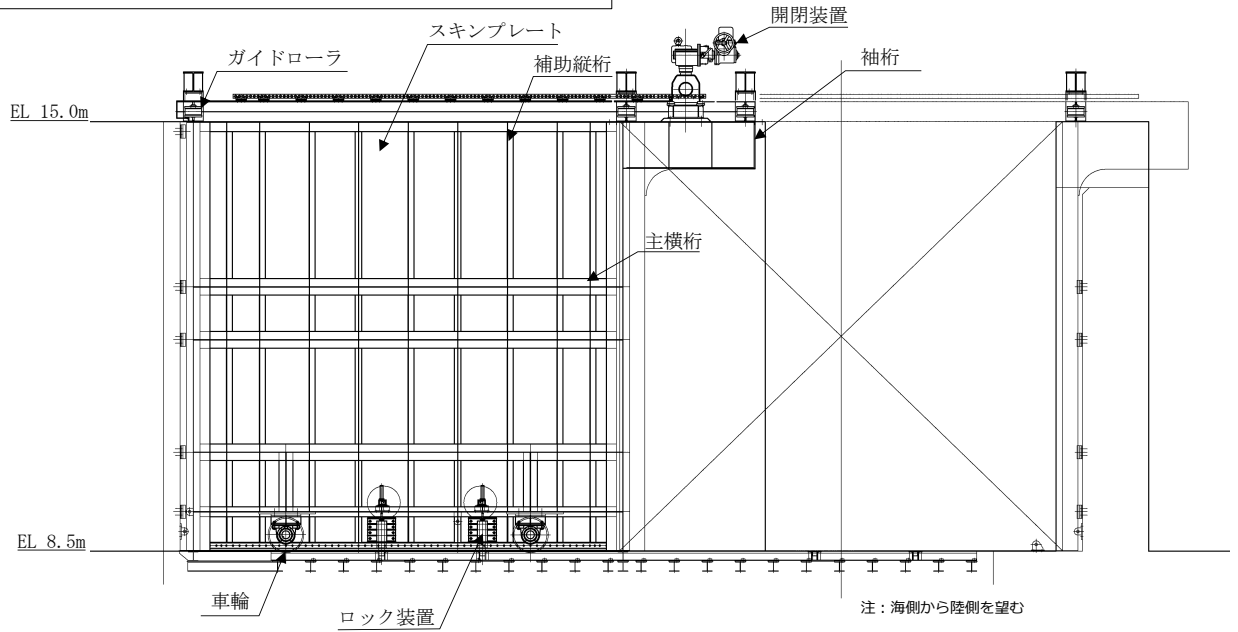 開閉装置
スキンプレート
ガイドローラ
補助縦桁
袖桁
EL 15.0m
主横桁
EL 8.5m
車輪
ロック装置
注：海側から陸側を望む